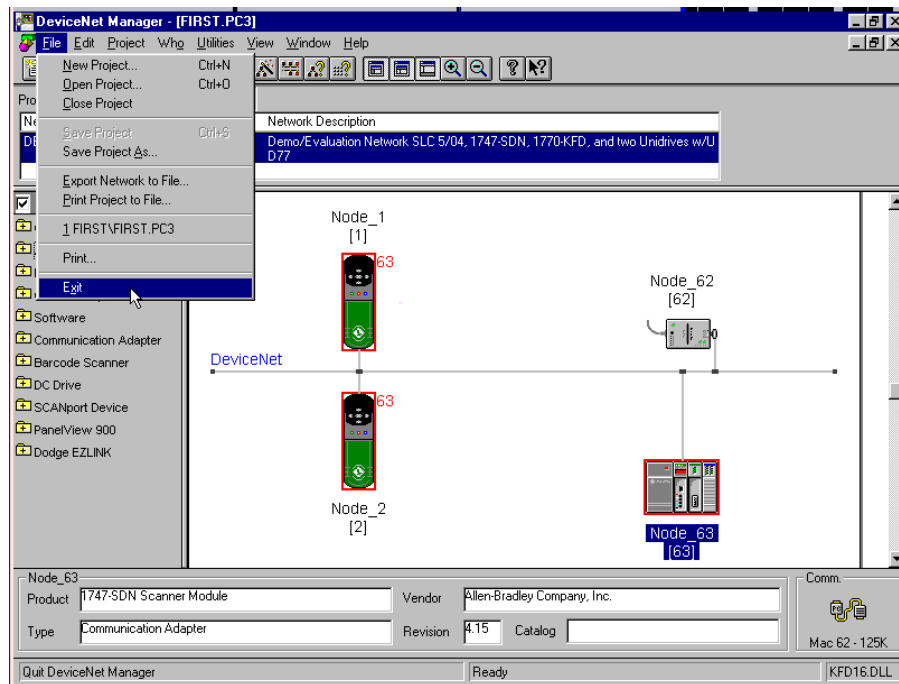 DeviceNet Manager - [FIRST.PC3]
File Edit Project Who Utilities View Window Help
New Project... Ctrl+N
Open Project... Ctrl+O
Close Project
Save Project Ctrl+S
Save Project As...
Export Network to File...
Print Project to File...
1 FIRST\FIRST.PC3
Print...
Exit
Network Description
Demo/Evaluation Network SLC 5/04, 1747-SDN, 1770-KFD, and two Unidrives w/U
D77
Software
Communication Adapter
Barcode Scanner
DC Drive
SCANport Device
PanelView 900
Dodge EZLINK
Node_1
[1]
63
Node_62
[62]
DeviceNet
63
Node_2
[2]
Node_63
[63]
Node_63
Product 1747-SDN Scanner Module
Vendor Allen-Bradley Company, Inc.
Type Communication Adapter
Revision 4.15 Catalog
Comm.
Mac 62 - 125K
Quit DeviceNet Manager
Ready
KFD16.DLL